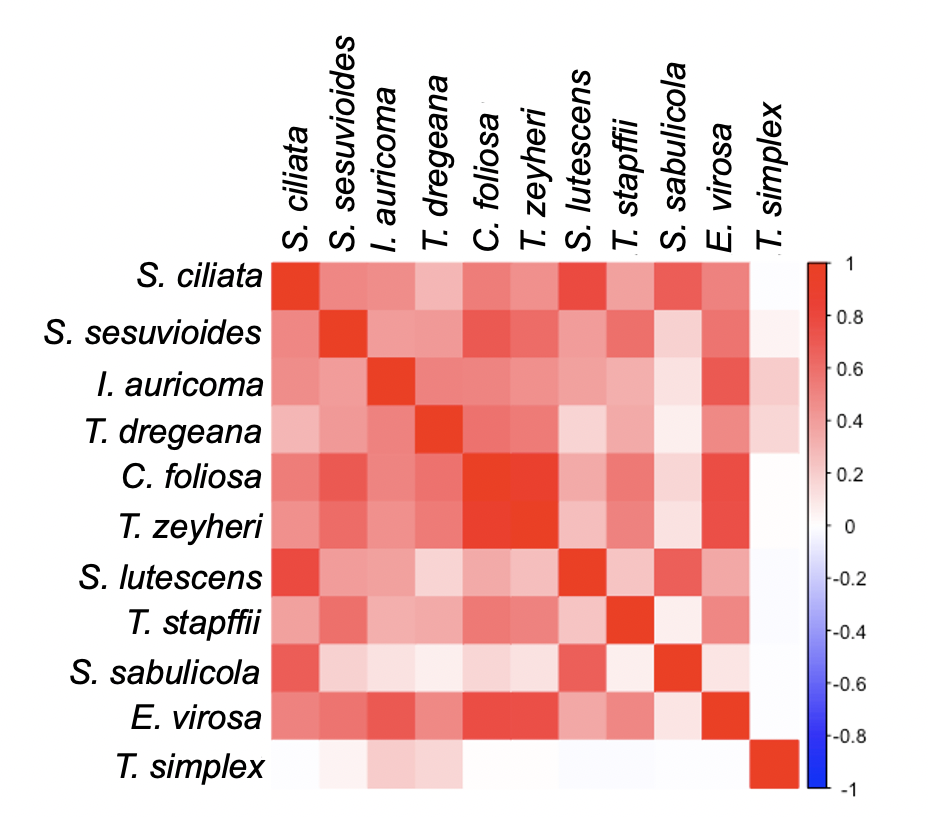 S. ciliata
S. sesuvioides
I. auricoma
T. dregeana
C. foliosa
T. zeyheri
S. lutescens
T. stapffii
S. sabulicola
E. virosa
T. simplex
S. ciliata
S. sesuvioides
I. auricoma
T. dregeana
C. foliosa
T. zeyheri
S. lutescens
T. stapffii
S. sabulicola
E. virosa
T. simplex
1
0.8
0.6
0.4
0.2
0
-0.2
-0.4
-0.6
-0.8
-1